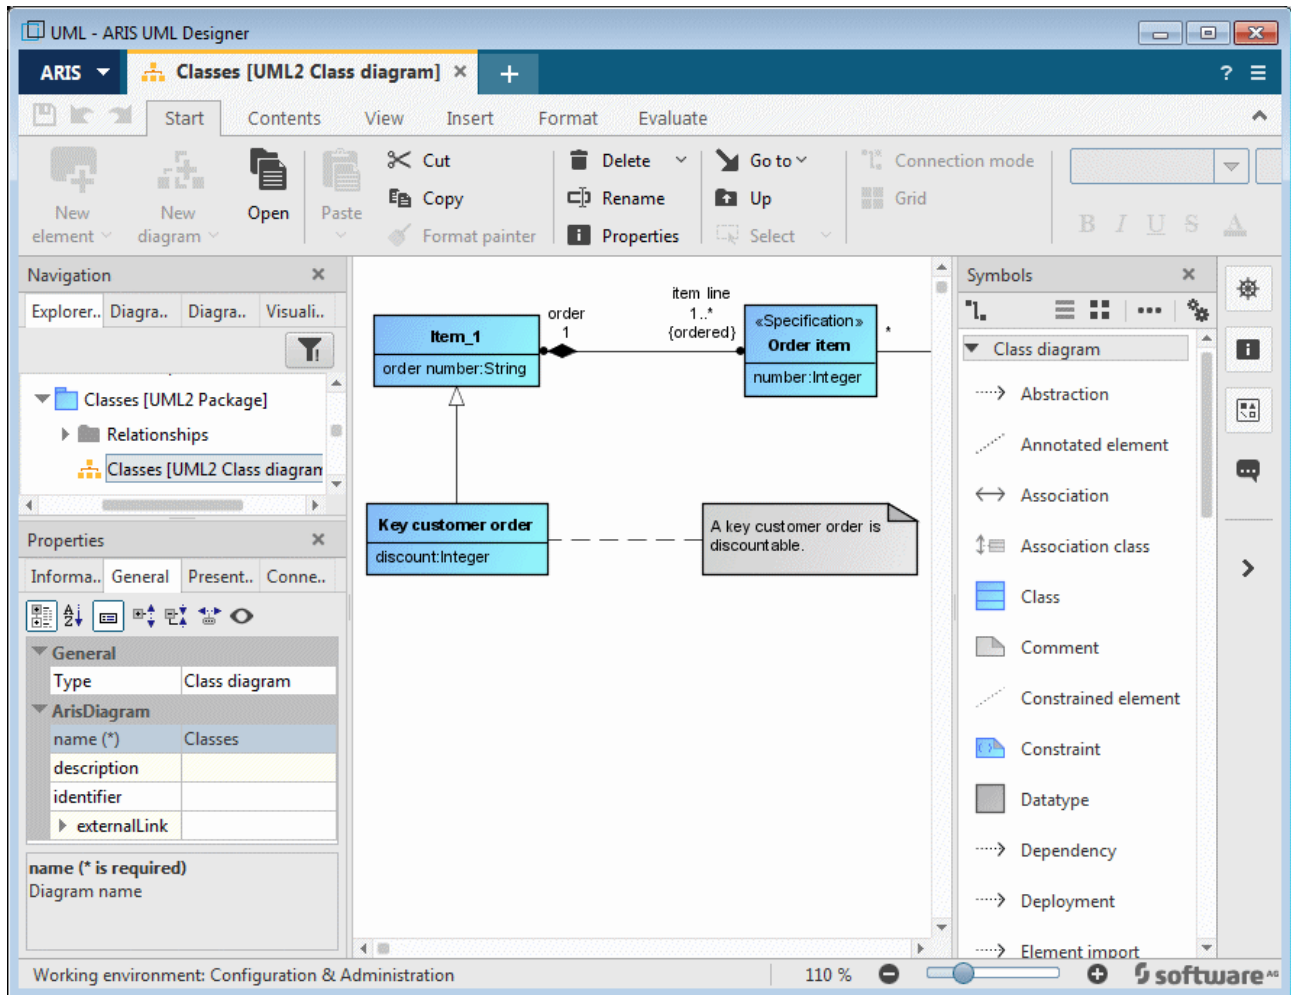 UML - ARIS UML Designer
ARIS
Classes [UML2 Class diagram] ×
+
?
Start Contents View Insert Format Evaluate
Cut Delete Go to Connection mode
Copy Rename Up Grid
New element New diagram Open Paste
Format painter Properties Select
B I U S A
Navigation
Explorer.. Diagra.. Diagra.. Visuali..
Classes [UML2 Package]
Relationships
Classes [UML2 Class diagram
Properties
Informa.. General Present.. Conne..
General
Type Class diagram
ArisDiagram
name (*) Classes
description
identifier
externalLink
name (* is required)
Diagram name
Item_1
order number:String
order
1
item line
1..*
{ordered}
«Specification»
Order item
number:Integer
*
Key customer order
discount:Integer
A key customer order is
discountable.
Symbols
Class diagram
Abstraction
Annotated element
Association
Association class
Class
Comment
Constrained element
Constraint
Datatype
Dependency
Deployment
Element import
Working environment: Configuration & Administration
110 %
software AG